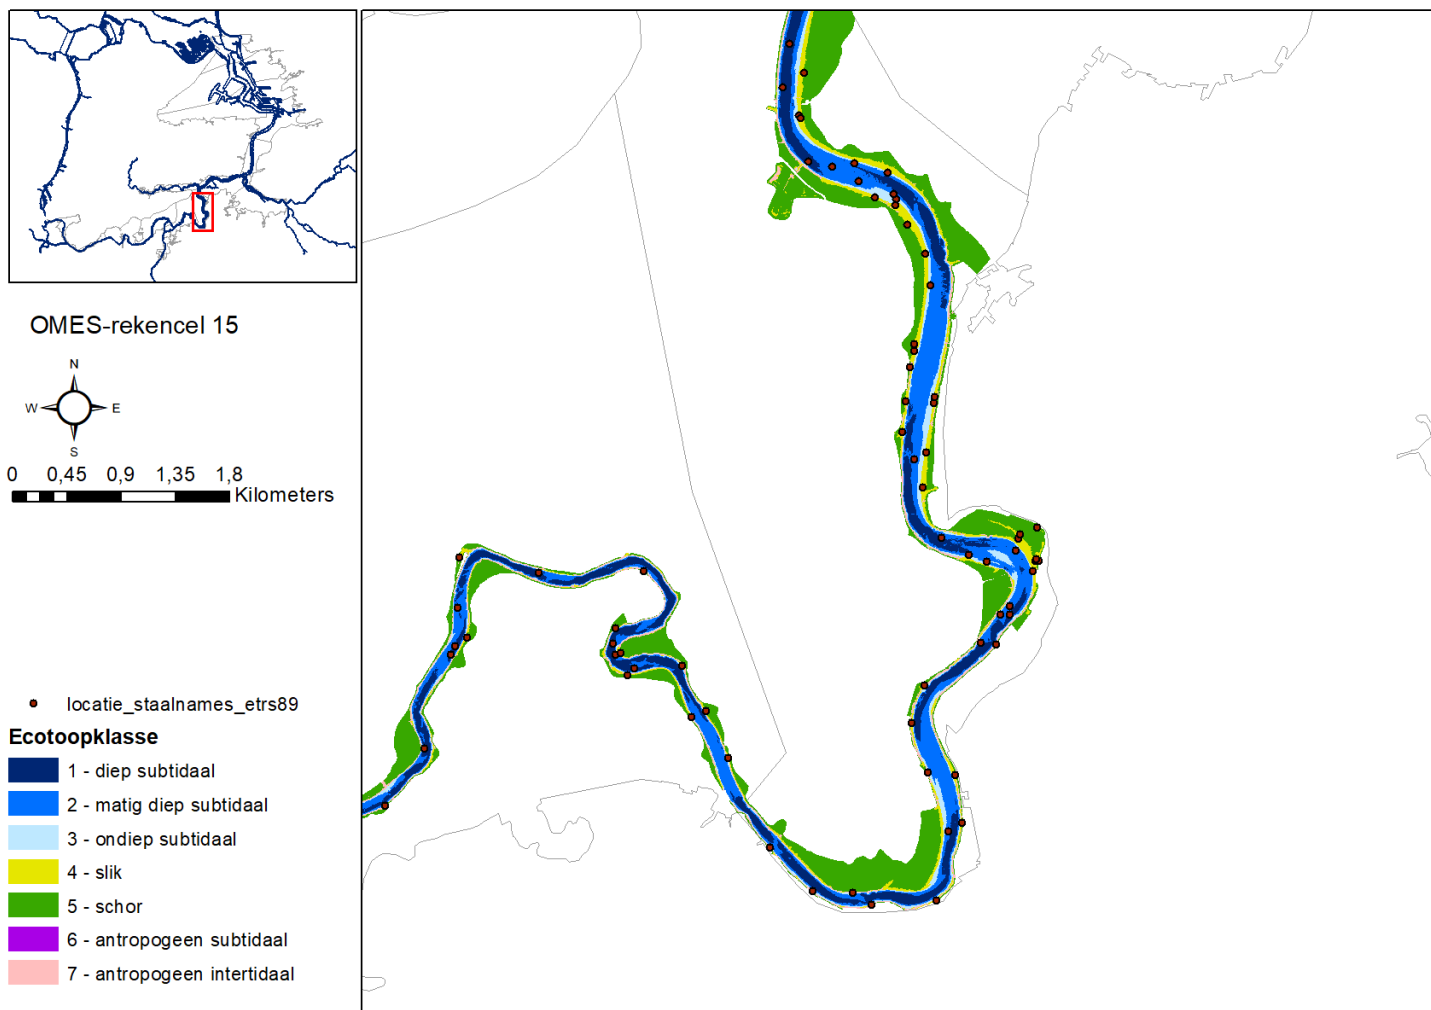 OMES-rekencel 15
N
W E
S
0 0,45 0,9 1,35 1,8
Kilometers
locatie_staalnames_etrs89
Ecotoopklasse
1 - diep subtidaal
2 - matig diep subtidaal
3 - ondiep subtidaal
4 - slik
5 - schor
6 - antropogeen subtidaal
7 - antropogeen intertidaal